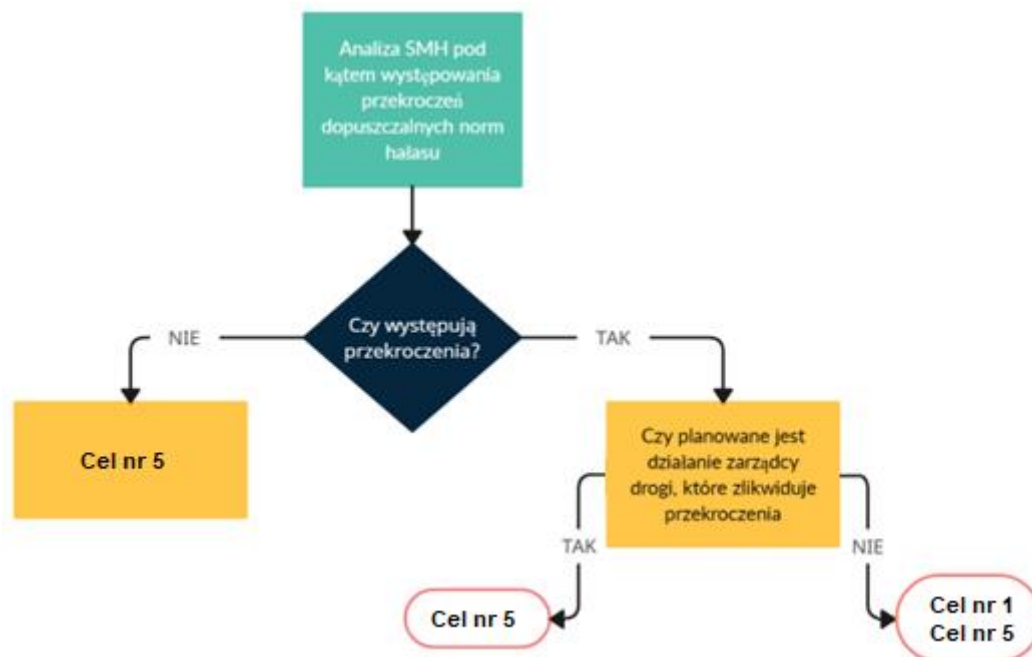 Analiza SMH pod
kątem występowania
przekroczeń
dopuszczalnych norm
hałasu
Czy występują
przekroczenia?
NIE
TAK
Cel nr 5
Czy planowane jest
działanie zarządcy
drogi, które zlikwiduje
przekroczenia
TAK
NIE
Cel nr 5
Cel nr 1
Cel nr 5